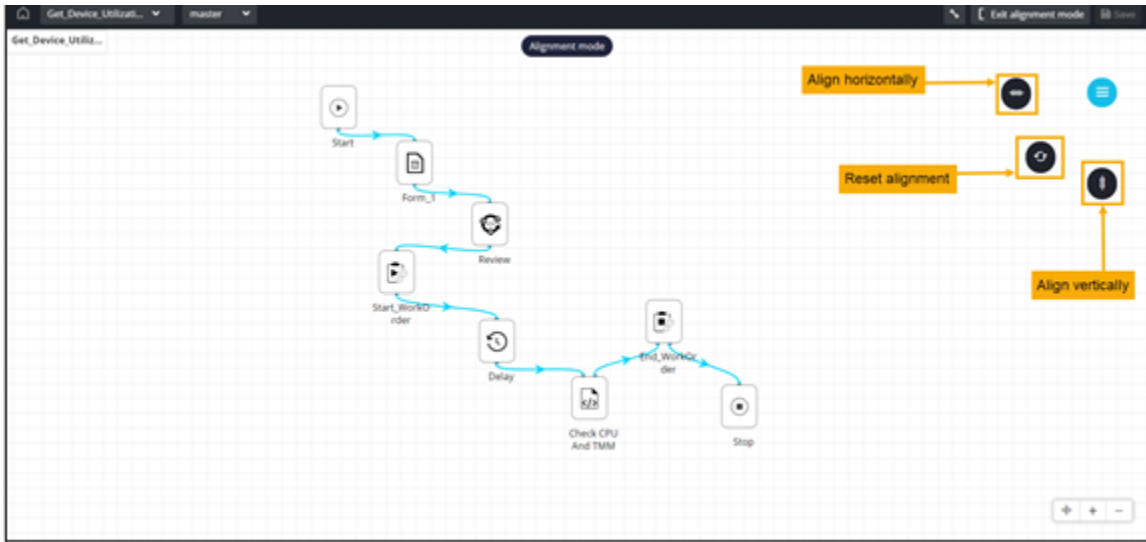 Get_Device_Utilizati... master Exit alignment mode Save
Get_Device_Utiliz...
Alignment mode
Align horizontally
Start
Form_1
Reset alignment
Review
Align vertically
Start_WorkO
rder
End_WorkOr
der
Delay
Check CPU
And TMM
Stop